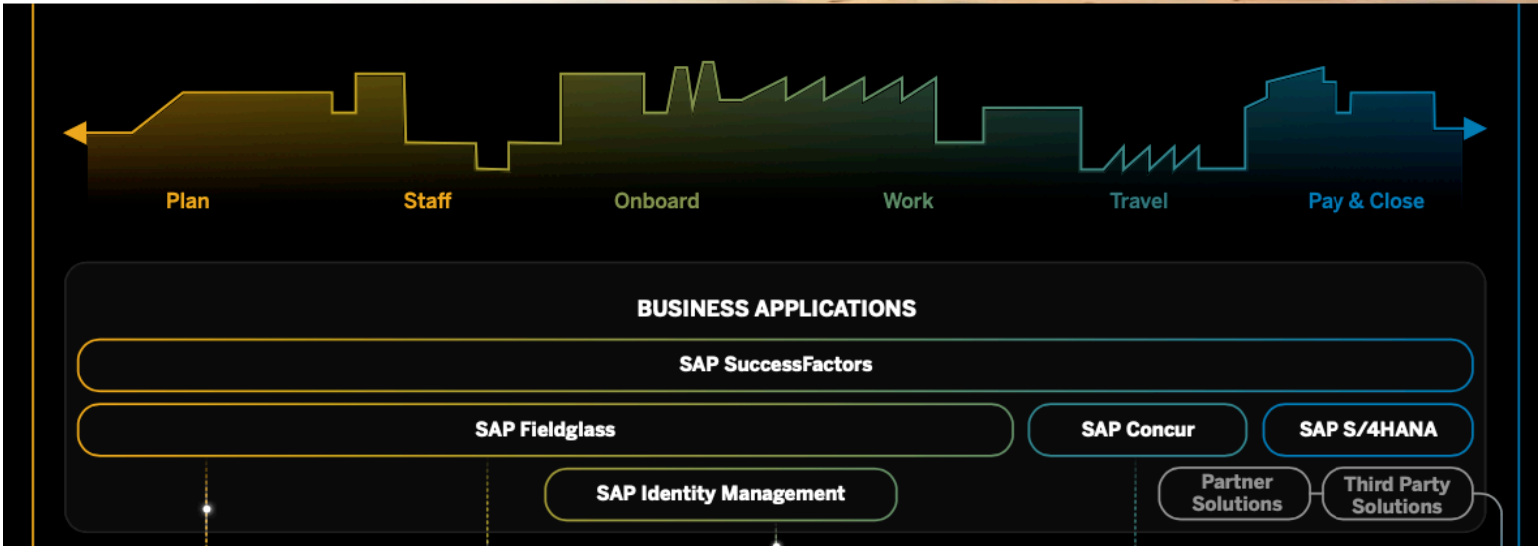 Plan
Staff
Onboard
Work
Travel
Pay & Close
BUSINESS APPLICATIONS
SAP SuccessFactors
SAP Fieldglass
SAP Concur
SAP S/4HANA
SAP Identity Management
Partner
Solutions
Third Party
Solutions